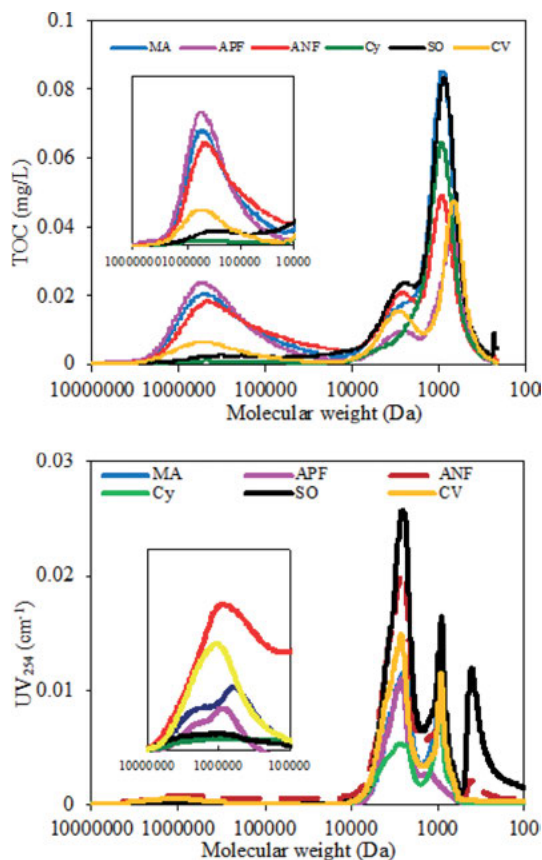 0.1
MA APF ANF Cy SO CV
0.08
0.06
TOC (mg/L)
0.04
10000000 1000000 100000 10000
0.02
0
10000000 1000000 100000 10000 1000 100
Molecular weight (Da)
0.03
MA APF ANF
Cy SO CV
0.02
UV254 (cm-1)
0.01
10000000 1000000 100000
0
10000000 1000000 100000 10000 1000 100
Molecular weight (Da)